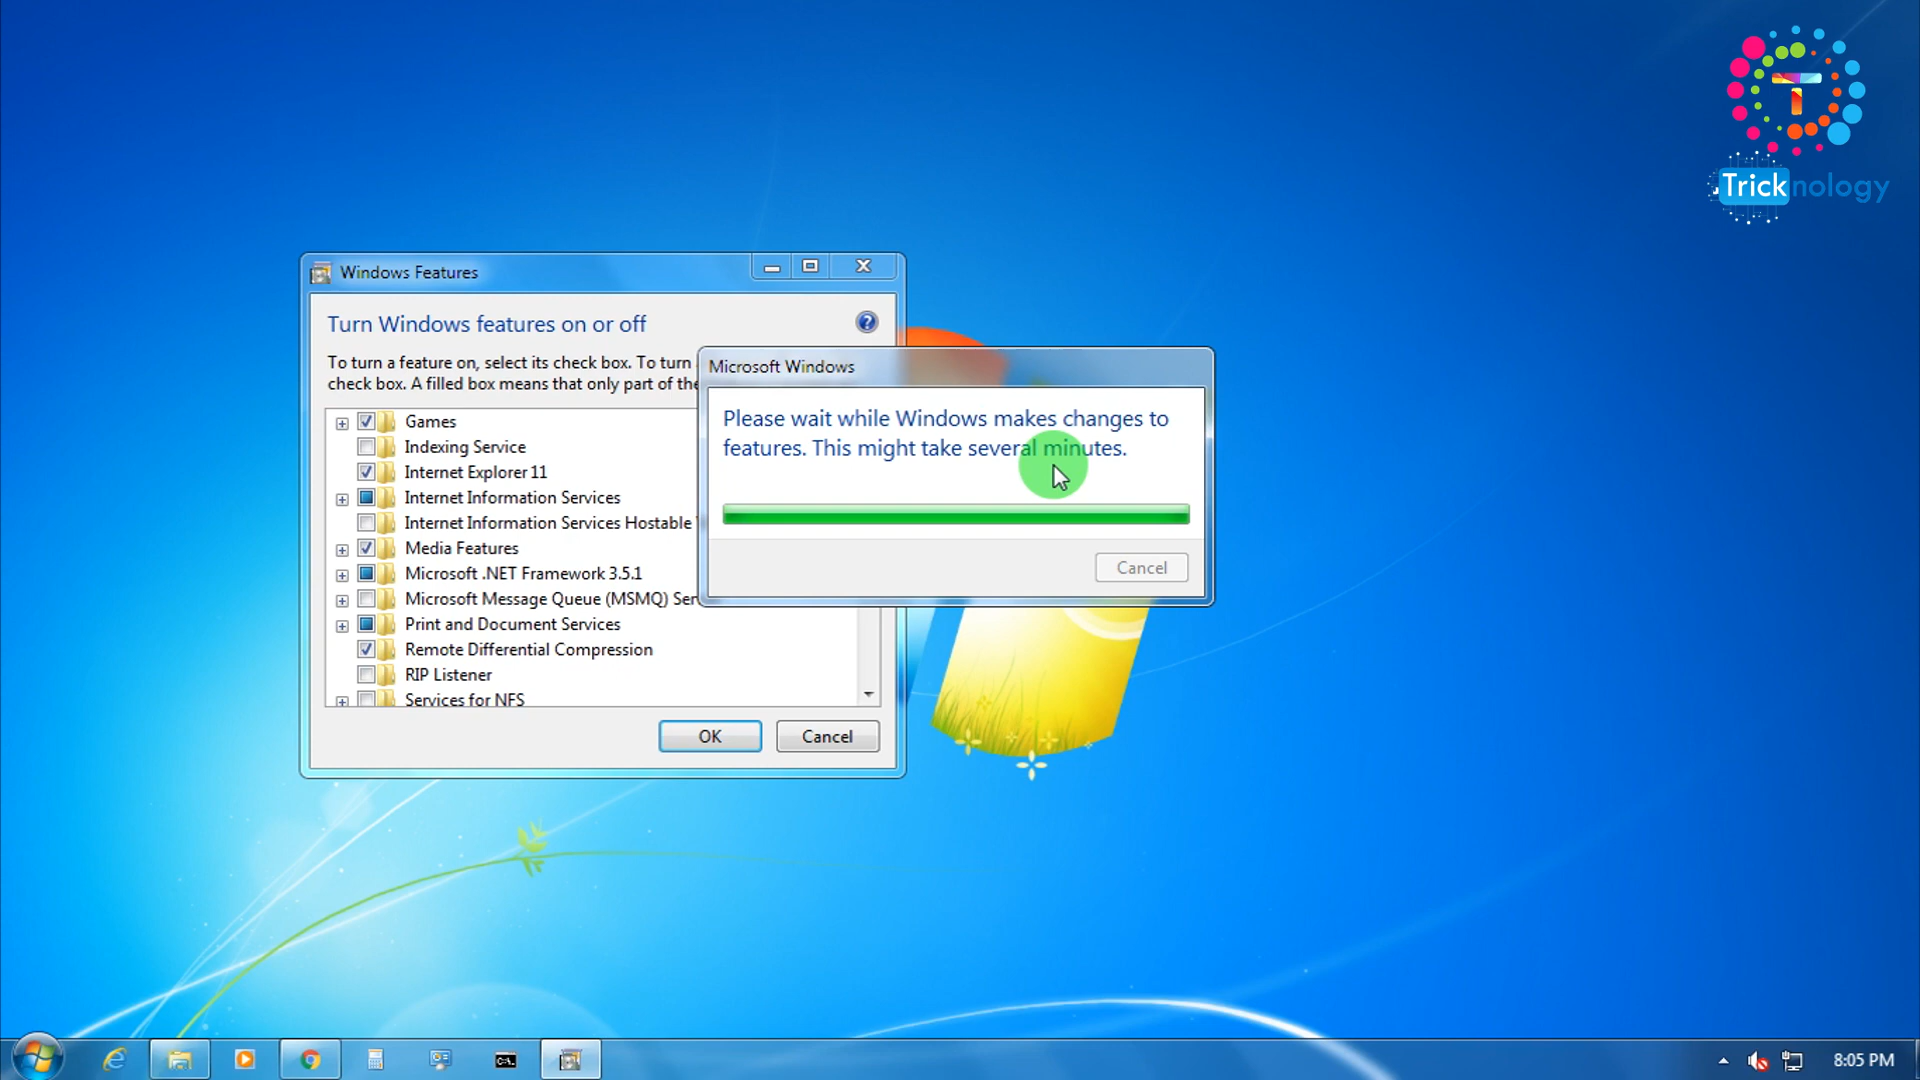 T
Tricknology
Windows Features
Turn Windows features on or off
To turn a feature on, select its check box. To turn
check box. A filled box means that only part of the
Games
Indexing Service
Internet Explorer 11
Internet Information Services
Internet Information Services Hostable
Media Features
Microsoft .NET Framework 3.5.1
Microsoft Message Queue (MSMQ) Ser
Print and Document Services
Remote Differential Compression
RIP Listener
Services for NFS
OK
Cancel
Microsoft Windows
Please wait while Windows makes changes to
features. This might take several minutes.
Cancel
8:05 PM